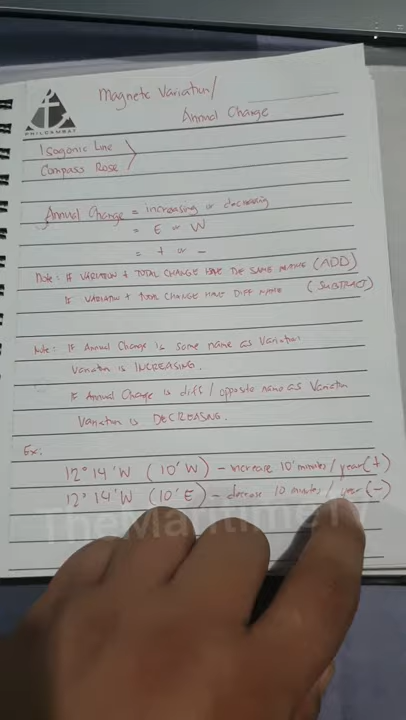 Magnetic Variation/
Annual Change
PHILCAMSAT
Isogonic Line
Compass Rose
Annual Change = increasing or decreasing
= E or W
= + or -
Note: IF VARIATION + TOTAL CHANGE HAVE THE SAME NAME (ADD)
IF VARIATION + TOTAL CHANGE HAVE DIFF NAME (SUBTRACT)
Note: If Annual Change is same name as Variation
Variation is INCREASING.
If Annual Change is diff/opposite name as Variation
Variation is DECREASING.
Ex:
12° 14' W (10' W) - increase 10 minutes/year (+)
12° 14' W (10' E) - decrease 10 minutes/year (-)
TheMaritimeTV